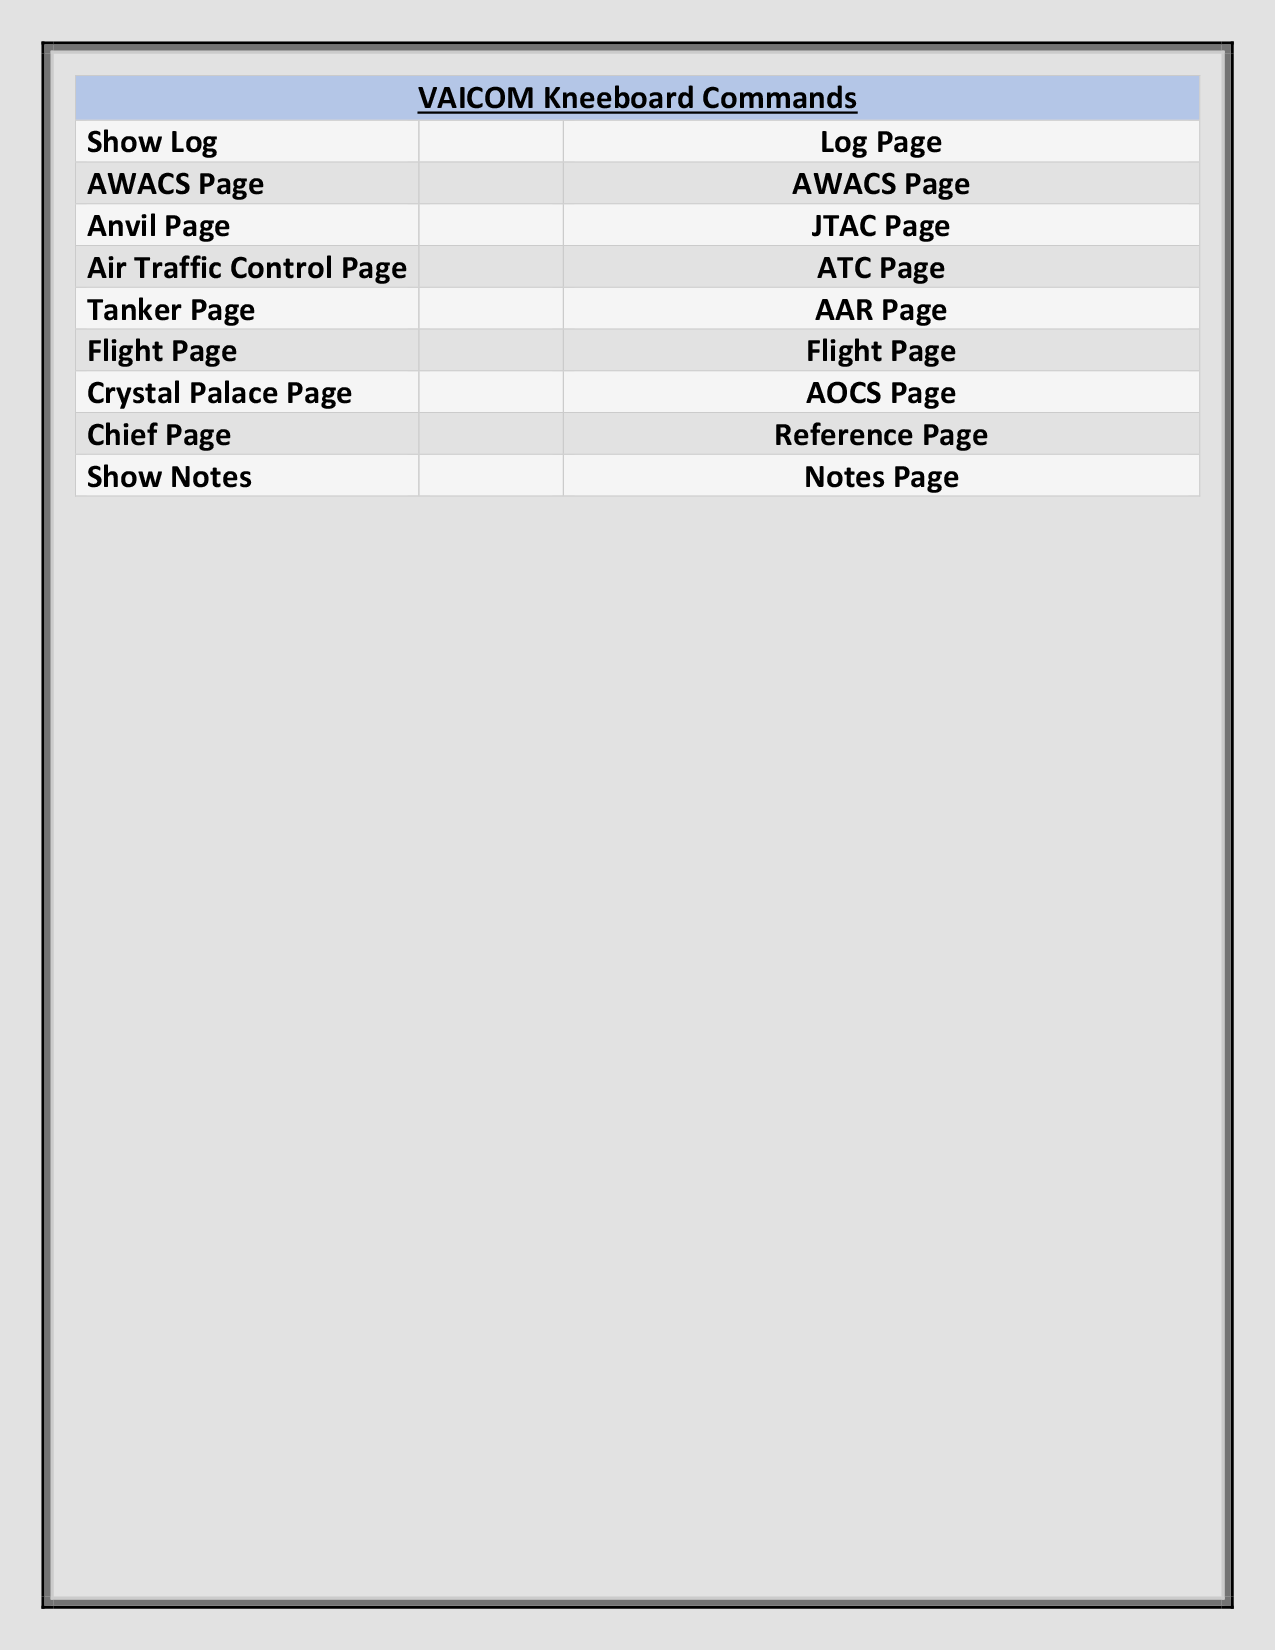 VAICOM Kneeboard Commands
Show Log Log Page
AWACS Page AWACS Page
Anvil Page JTAC Page
Air Traffic Control Page ATC Page
Tanker Page AAR Page
Flight Page Flight Page
Crystal Palace Page AOCS Page
Chief Page Reference Page
Show Notes Notes Page